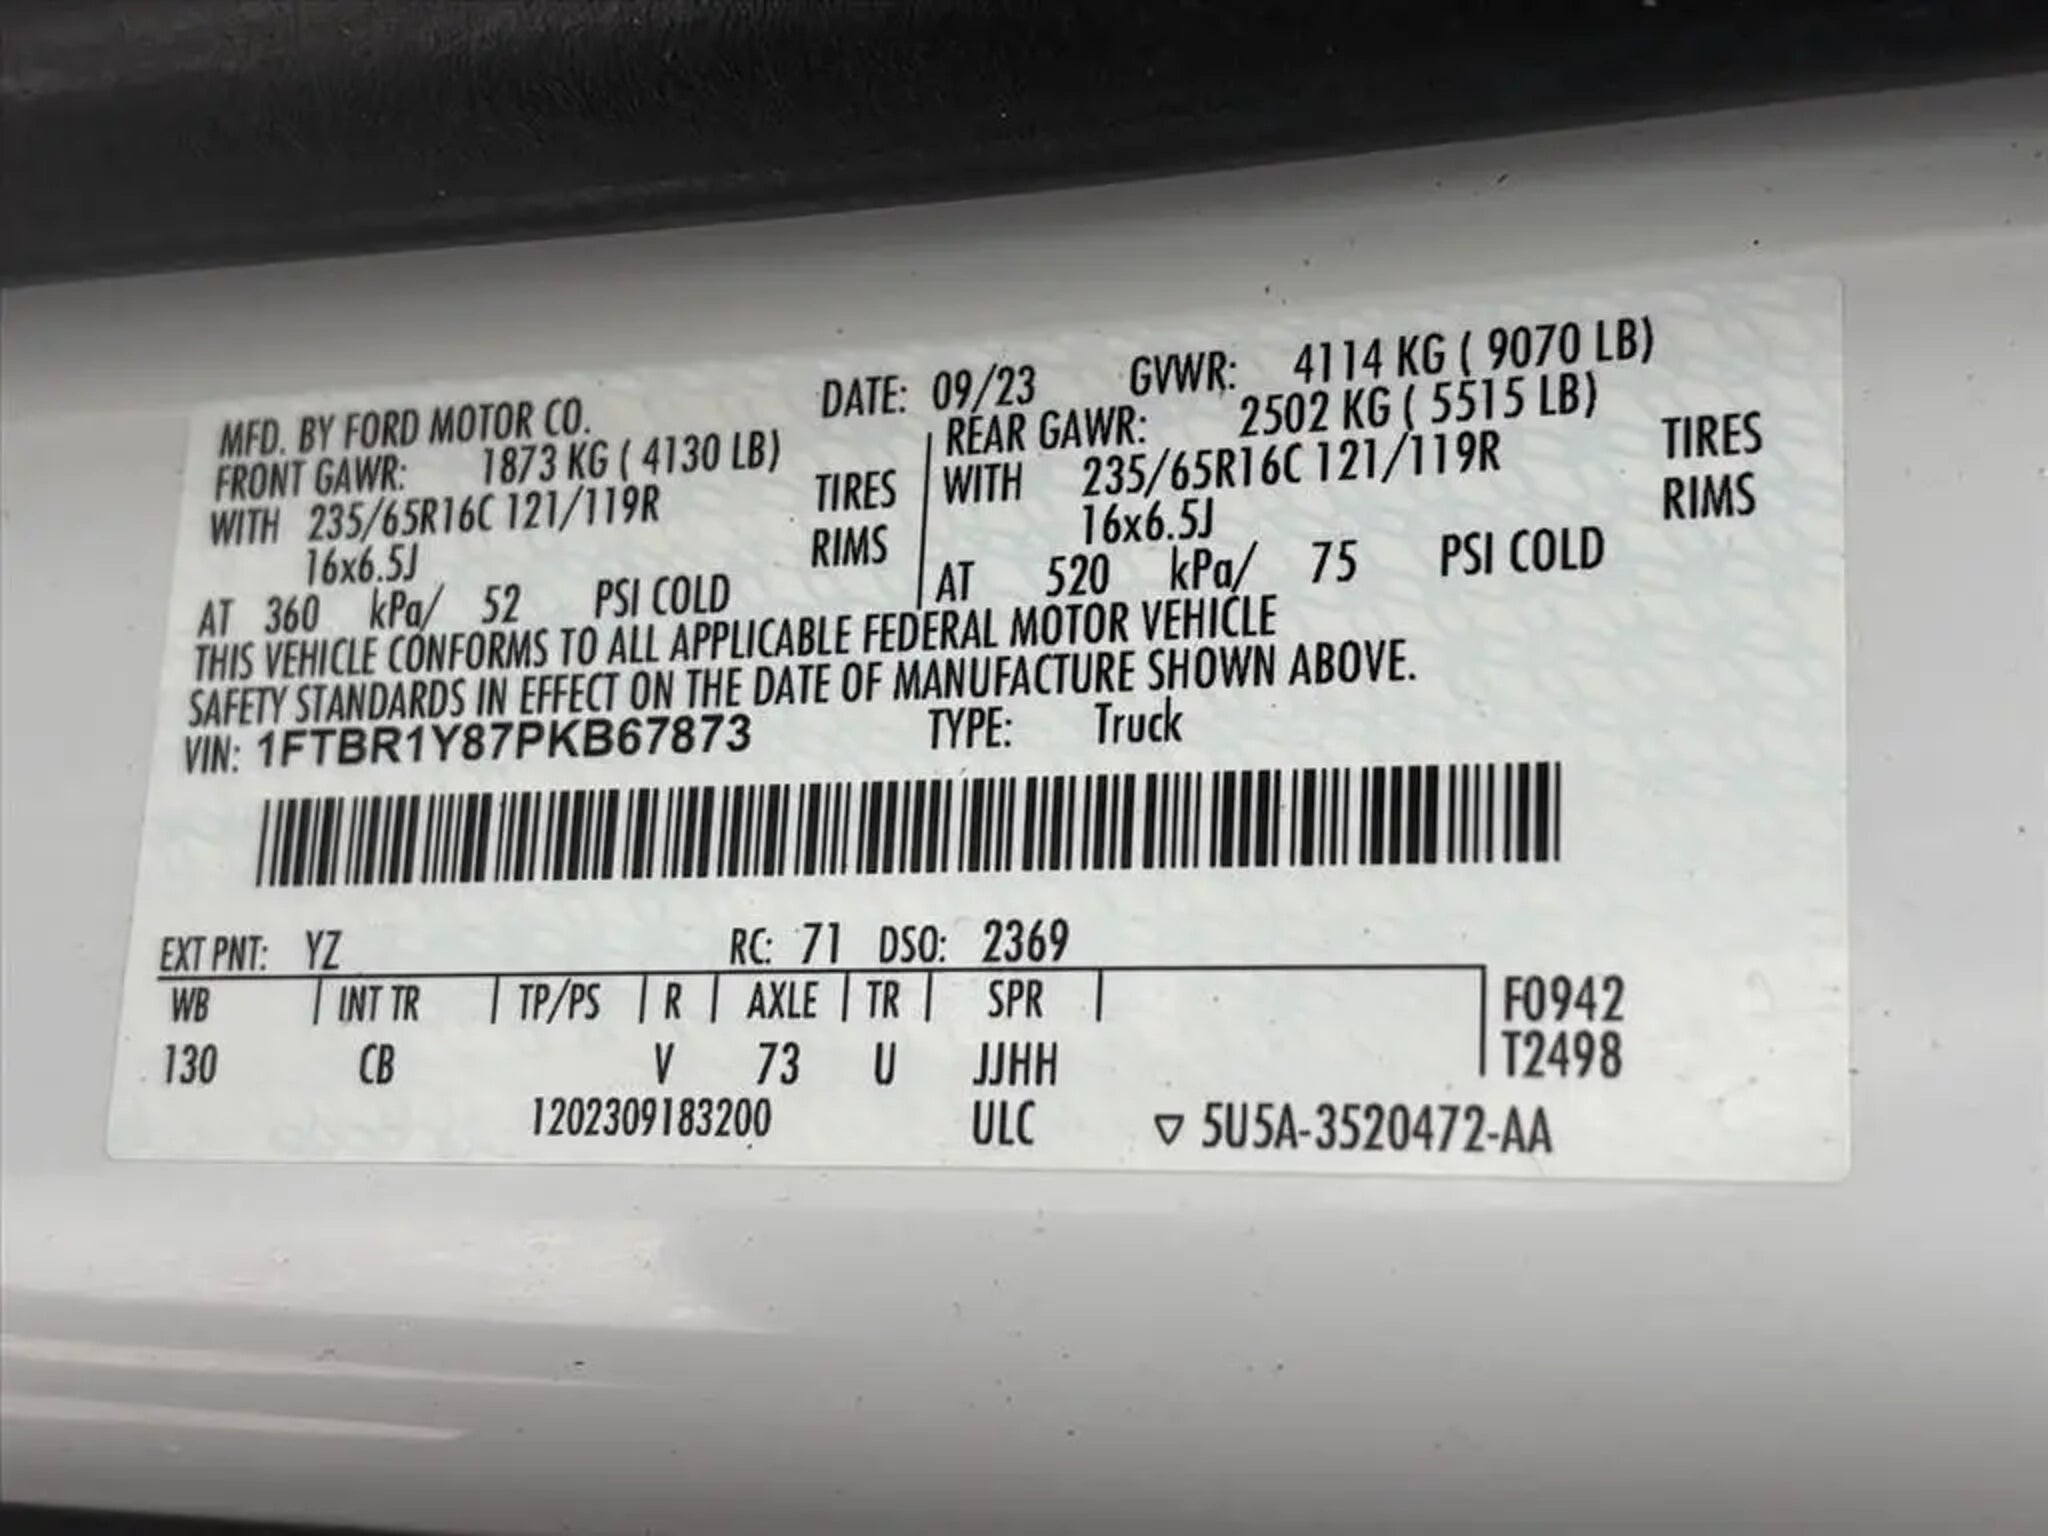 MFD. BY FORD MOTOR CO. DATE: 09/23 GVWR: 4114 KG ( 9070 LB)
FRONT GAWR: 1873 KG ( 4130 LB) REAR GAWR: 2502 KG ( 5515 LB)
WITH 235/65R16C 121/119R TIRES WITH 235/65R16C 121/119R TIRES
16x6.5J RIMS 16x6.5J RIMS
AT 360 kPa/ 52 PSI COLD AT 520 kPa/ 75 PSI COLD
THIS VEHICLE CONFORMS TO ALL APPLICABLE FEDERAL MOTOR VEHICLE
SAFETY STANDARDS IN EFFECT ON THE DATE OF MANUFACTURE SHOWN ABOVE.
VIN: 1FTBR1Y87PKB67873 TYPE: Truck
EXT PNT: YZ RC: 71 DSO: 2369
WB | INT TR | TP/PS | R | AXLE | TR | SPR | F0942
130 CB V 73 U JJHH T2498
1202309183200 ULC ▽ 5U5A-3520472-AA